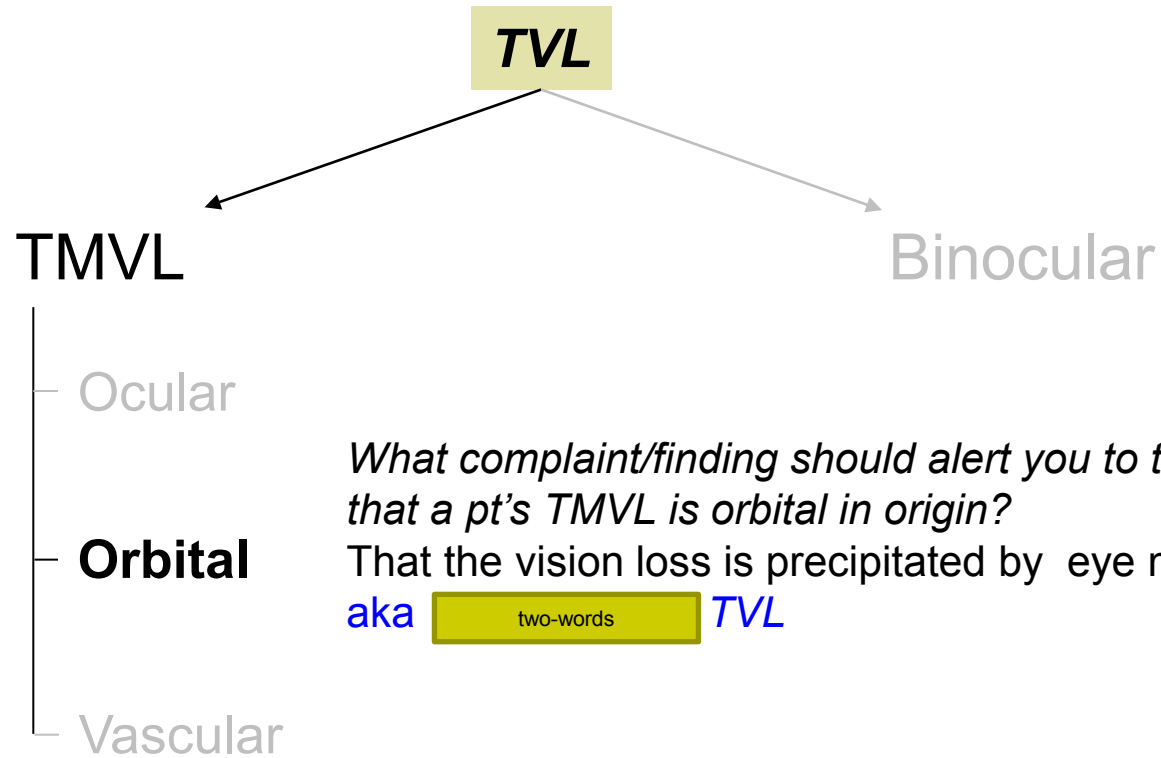 TVL
TMVL
Binocular
Ocular
What complaint/finding should alert you to
that a pt's TMVL is orbital in origin?
Orbital
That the vision loss is precipitated by eye
aka two-words TVL
Vascular